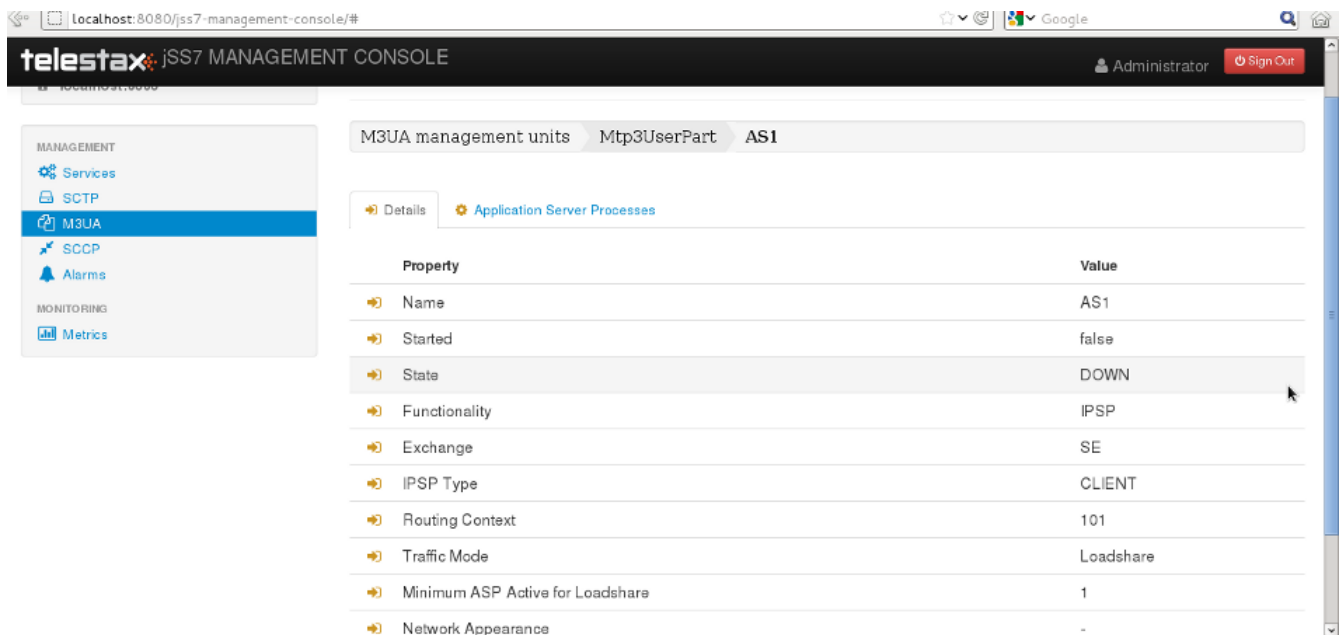 localhost:8080/jss7-management-console/#
Google
telestax jSS7 MANAGEMENT CONSOLE
Administrator
Sign Out
M3UA management units Mtp3UserPart AS1
MANAGEMENT
Services
SCTP
M3UA
SCCP
Alarms
MONITORING
Metrics
Details Application Server Processes
Property Value
Name AS1
Started false
State DOWN
Functionality IPSP
Exchange SE
IPSP Type CLIENT
Routing Context 101
Traffic Mode Loadshare
Minimum ASP Active for Loadshare 1
Network Appearance -